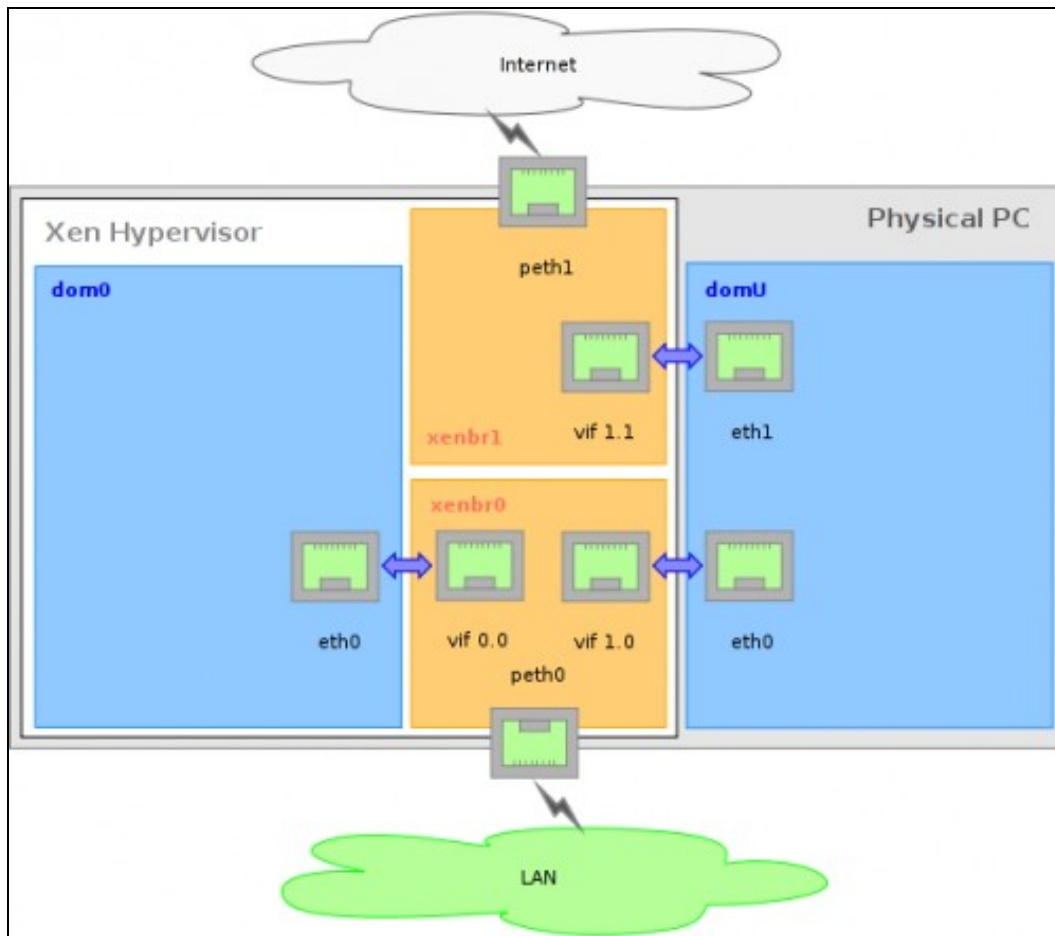 Internet
Xen Hypervisor
Physical PC
peth1
dom0
domU
vif 1.1
eth1
xenbr1
xenbr0
eth0
vif 0.0
vif 1.0
eth0
peth0
LAN